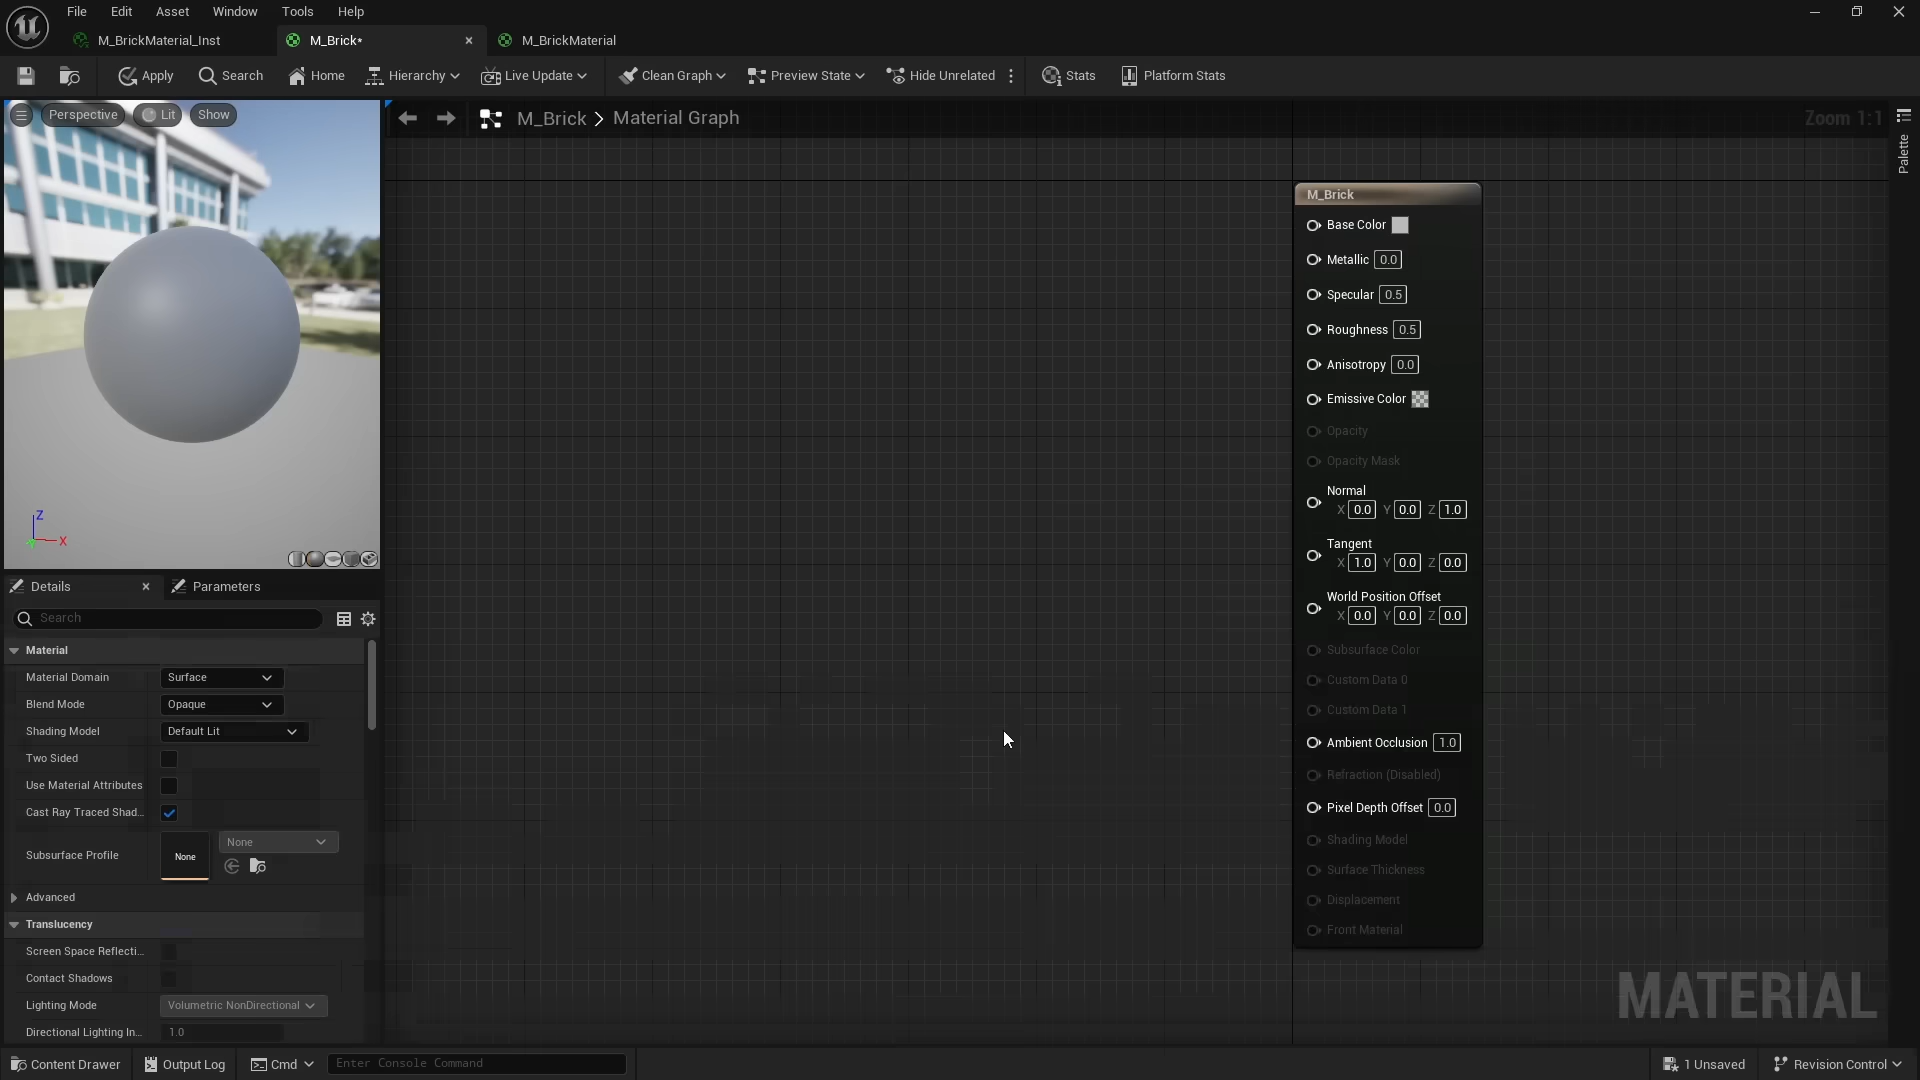 File Edit Asset Window Tools Help
M_BrickMaterial_Inst
M_Brick*
M_BrickMaterial
Apply
Search
Home
Hierarchy
Live Update
Clean Graph
Preview State
Hide Unrelated
Stats
Platform Stats
Perspective
Lit
Show
M_Brick > Material Graph
Zoom 1:1
Palette
Z
X
M_Brick
Base Color
Metallic 0.0
Specular 0.5
Roughness 0.5
Anisotropy 0.0
Emissive Color
Opacity
Opacity Mask
Normal
X 0.0 Y 0.0 Z 1.0
Tangent
X 1.0 Y 0.0 Z 0.0
World Position Offset
X 0.0 Y 0.0 Z 0.0
Subsurface Color
Custom Data 0
Custom Data 1
Ambient Occlusion 1.0
Refraction (Disabled)
Pixel Depth Offset 0.0
Shading Model
Surface Thickness
Displacement
Front Material
MATERIAL
Details
Parameters
Search
Material
Material Domain Surface
Blend Mode Opaque
Shading Model Default Lit
Two Sided
Use Material Attributes
Cast Ray Traced Shad...
Subsurface Profile None None
Advanced
Translucency
Screen Space Reflecti...
Contact Shadows
Lighting Mode Volumetric NonDirectional
Directional Lighting In... 1.0
Content Drawer
Output Log
Cmd
Enter Console Command
1 Unsaved
Revision Control